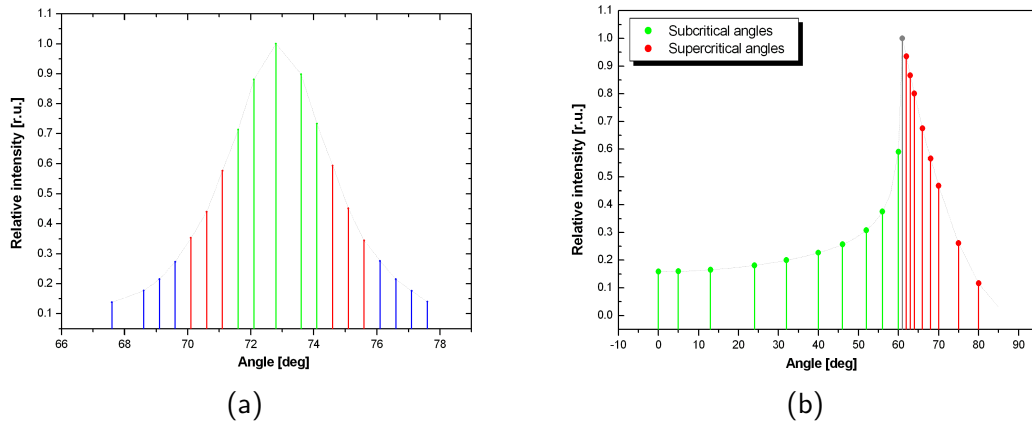 1.1
1.0
0.9
0.8
0.7
0.6
0.5
0.4
0.3
0.2
0.1
Relative intensity [r.u.]
66 68 70 72 74 76 78
Angle [deg]
(a)
1.1
1.0
0.9
0.8
0.7
0.6
0.5
0.4
0.3
0.2
0.1
0.0
Relative intensity [r.u.]
Subcritical angles
Supercritical angles
-10 0 10 20 30 40 50 60 70 80 90
Angle [deg]
(b)